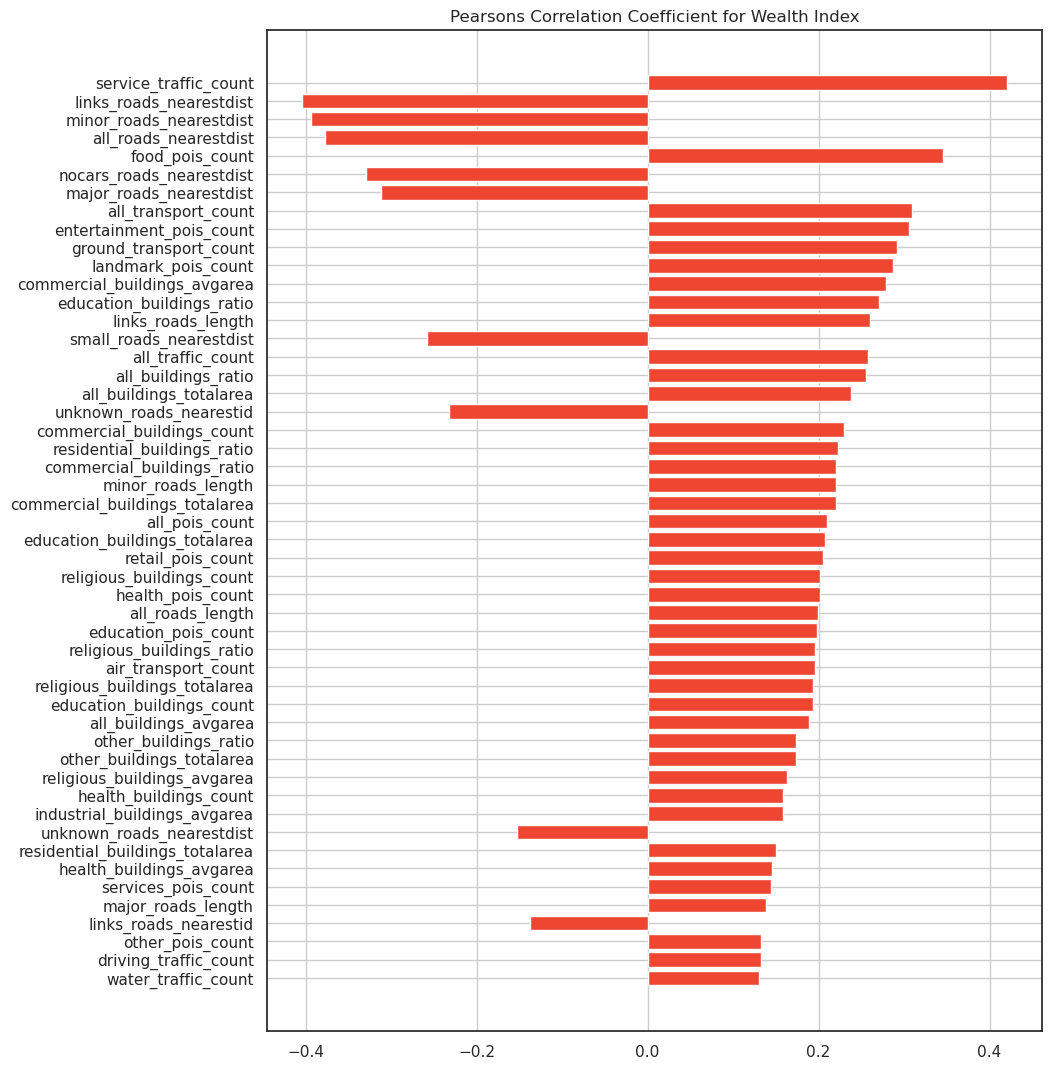 Pearsons Correlation Coefficient for Wealth Index
service_traffic_count
links_roads_nearestdist
minor_roads_nearestdist
all_roads_nearestdist
food_pois_count
nocars_roads_nearestdist
major_roads_nearestdist
all_transport_count
entertainment_pois_count
ground_transport_count
landmark_pois_count
commercial_buildings_avgarea
education_buildings_ratio
links_roads_length
small_roads_nearestdist
all_traffic_count
all_buildings_ratio
all_buildings_totalarea
unknown_roads_nearestid
commercial_buildings_count
residential_buildings_ratio
commercial_buildings_ratio
minor_roads_length
commercial_buildings_totalarea
all_pois_count
education_buildings_totalarea
retail_pois_count
religious_buildings_count
health_pois_count
all_roads_length
education_pois_count
religious_buildings_ratio
air_transport_count
religious_buildings_totalarea
education_buildings_count
all_buildings_avgarea
other_buildings_ratio
other_buildings_totalarea
religious_buildings_avgarea
health_buildings_count
industrial_buildings_avgarea
unknown_roads_nearestdist
residential_buildings_totalarea
health_buildings_avgarea
services_pois_count
major_roads_length
links_roads_nearestid
other_pois_count
driving_traffic_count
water_traffic_count
−0.4 −0.2 0.0 0.2 0.4